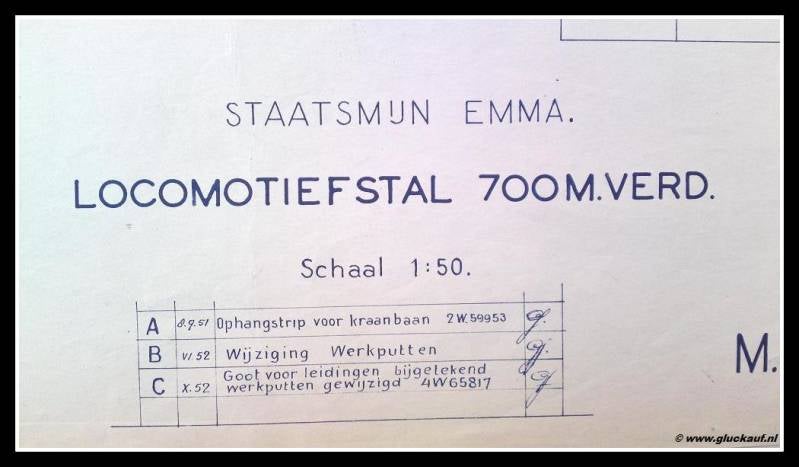 STAATSMIJN EMMA.
LOCOMOTIEFSTAL 700M.VERD.
Schaal 1:50.
A 8.9.51 Ophangstrip voor kraanbaan 2W.59953 g.
B VI.52 Wijziging Werkputten g.
C X.52 Goot voor leidingen bijgetekend
werkputten gewijzigd 4W65817 g
M.
© www.gluckauf.nl